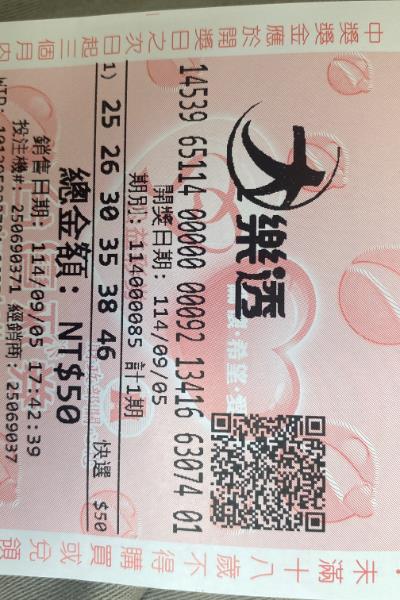 中獎獎金應於開獎日之次日起三個月內
大樂透
14539 65114 00000 00092 13416 63074 01
開獎日期: 114/09/05
期別: 114000085 計1期
1) 25 26 30 35 38 46 快選 $50
總金額: NT$50
銷售日期: 114/09/05 17:42:39
投注機#: 250690371 經銷商: 25069037
未滿十八歲不得購買或兌領